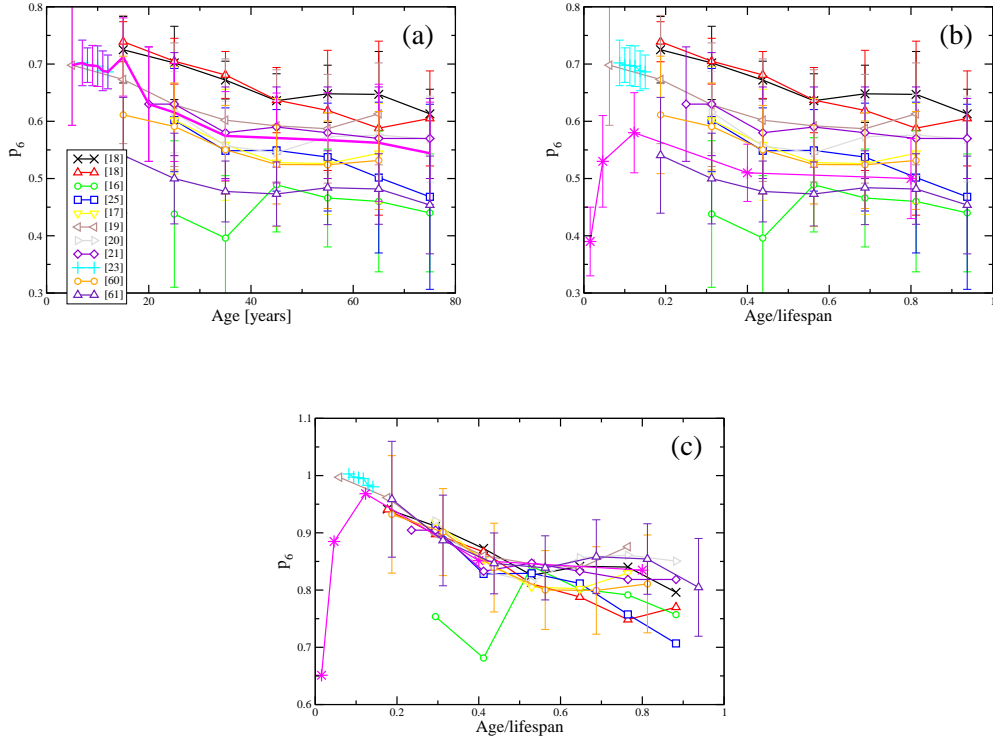 (a)
0.8
0.7
0.6
0.5
0.4
0.3
p6
[18]
[18]
[16]
[25]
[17]
[19]
[20]
[21]
[23]
[60]
[61]
0 20 40 60 80
Age [years]
(b)
0.8
0.7
0.6
0.5
0.4
0.3
p6
0 0.2 0.4 0.6 0.8 1
Age/lifespan
(c)
1.1
1
0.9
0.8
0.7
0.6
p6
0 0.2 0.4 0.6 0.8 1
Age/lifespan